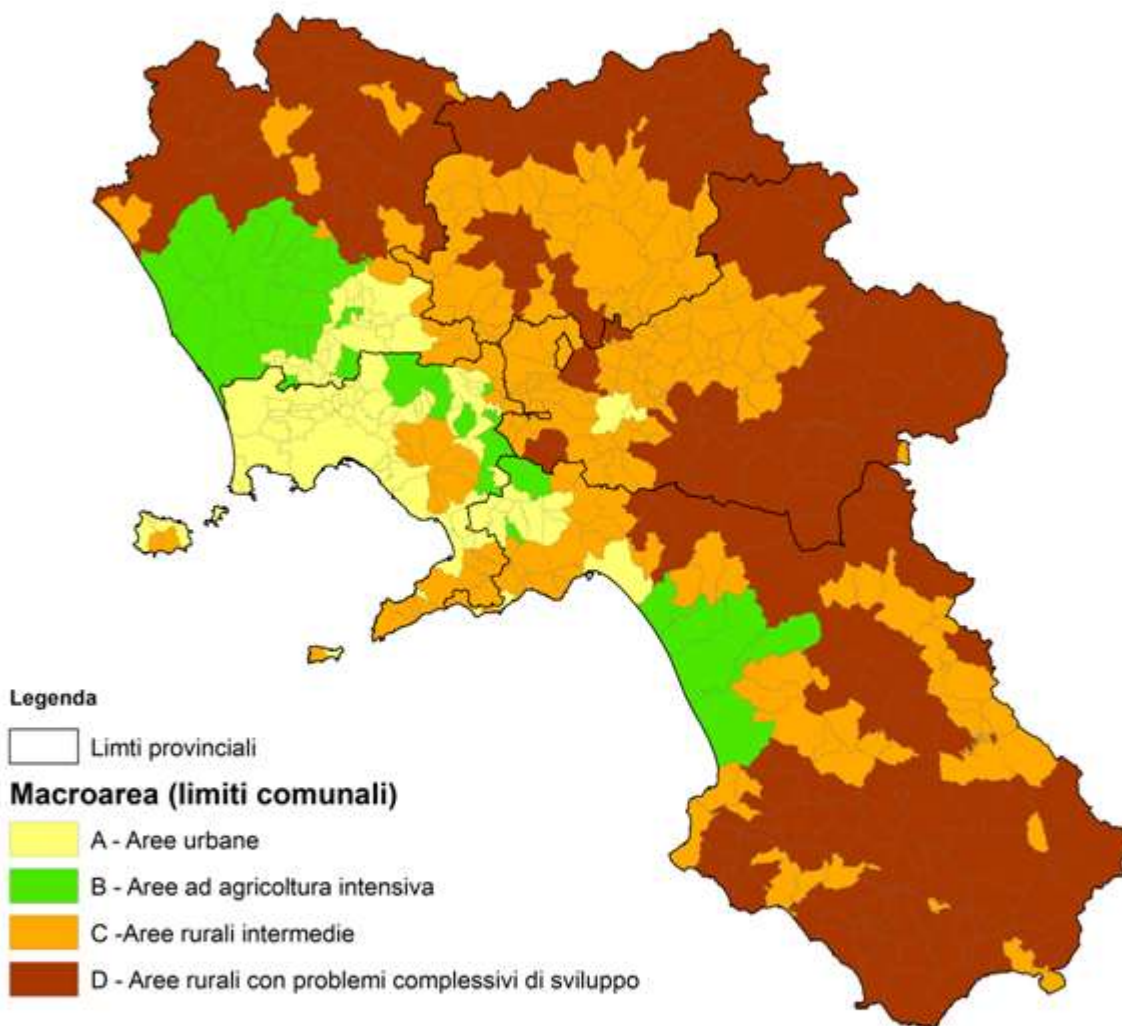 Legenda
Limti provinciali
Macroarea (limiti comunali)
A - Aree urbane
B - Aree ad agricoltura intensiva
C -Aree rurali intermedie
D - Aree rurali con problemi complessivi di sviluppo